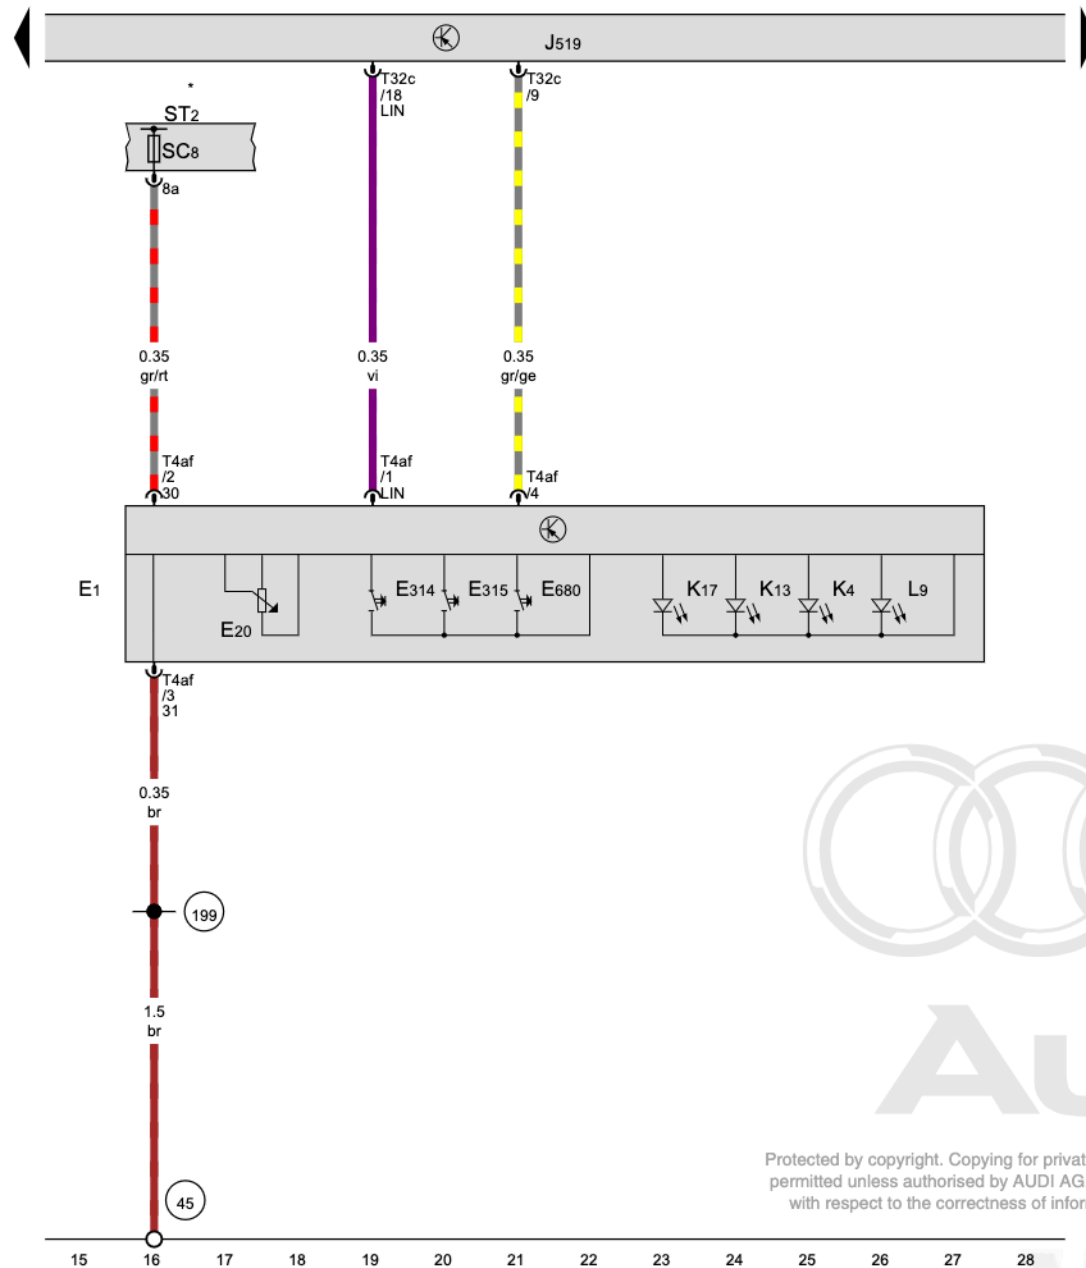 J519
*
ST2
SC8
8a
T32c
/18
LIN
T32c
/9
0.35
gr/rt
0.35
vi
0.35
gr/ge
T4af
/2
30
T4af
/1
LIN
T4af
/4
E1
E20
E314
E315
E680
K17
K13
K4
L9
T4af
/3
31
0.35
br
199
1.5
br
45
Au
Protected by copyright. Copying for privat
permitted unless authorised by AUDI AG
with respect to the correctness of infor
15 16 17 18 19 20 21 22 23 24 25 26 27 28